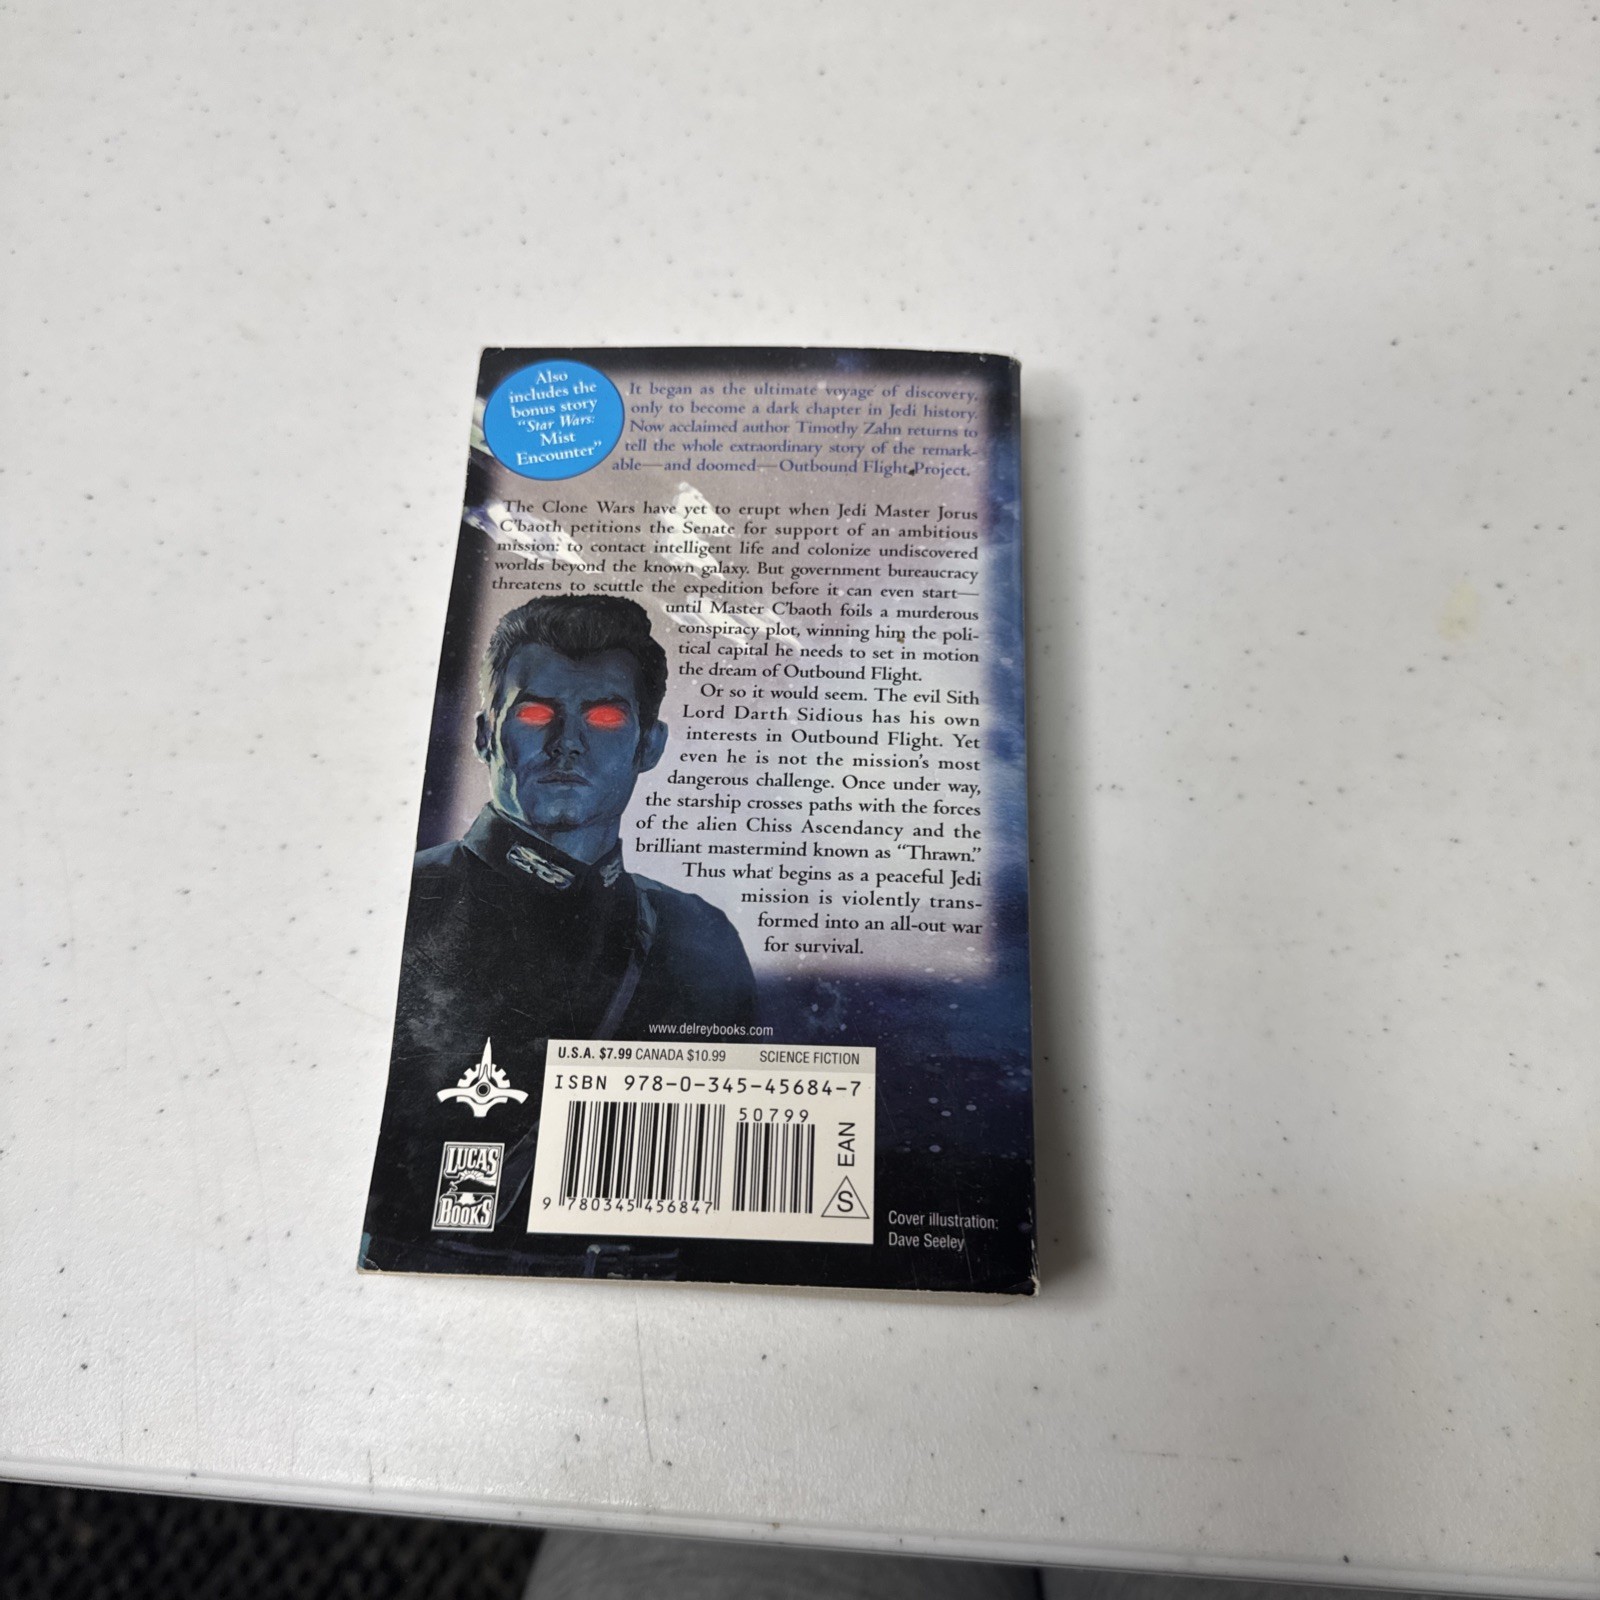 Also
includes the
bonus story
"Star Wars:
Mist
Encounter"
It began as the ultimate voyage of discovery,
only to become a dark chapter in Jedi history.
Now acclaimed author Timothy Zahn returns to
tell the whole extraordinary story of the remark-
able—and doomed—Outbound Flight Project.
The Clone Wars have yet to erupt when Jedi Master Jorus
C'baoth petitions the Senate for support of an ambitious
mission: to contact intelligent life and colonize undiscovered
worlds beyond the known galaxy. But government bureaucracy
threatens to scuttle the expedition before it can even start—
until Master C'baoth foils a murderous
conspiracy plot, winning him the poli-
tical capital he needs to set in motion
the dream of Outbound Flight.
Or so it would seem. The evil Sith
Lord Darth Sidious has his own
interests in Outbound Flight. Yet
even he is not the mission's most
dangerous challenge. Once under way,
the starship crosses paths with the forces
of the alien Chiss Ascendancy and the
brilliant mastermind known as "Thrawn."
Thus what begins as a peaceful Jedi
mission is violently trans-
formed into an all-out war
for survival.
www.delreybooks.com
U.S.A. $7.99 CANADA $10.99 SCIENCE FICTION
ISBN 978-0-345-45684-7
50799
9 780345 456847
EAN
S
LUCAS
BOOKS
Cover illustration:
Dave Seeley